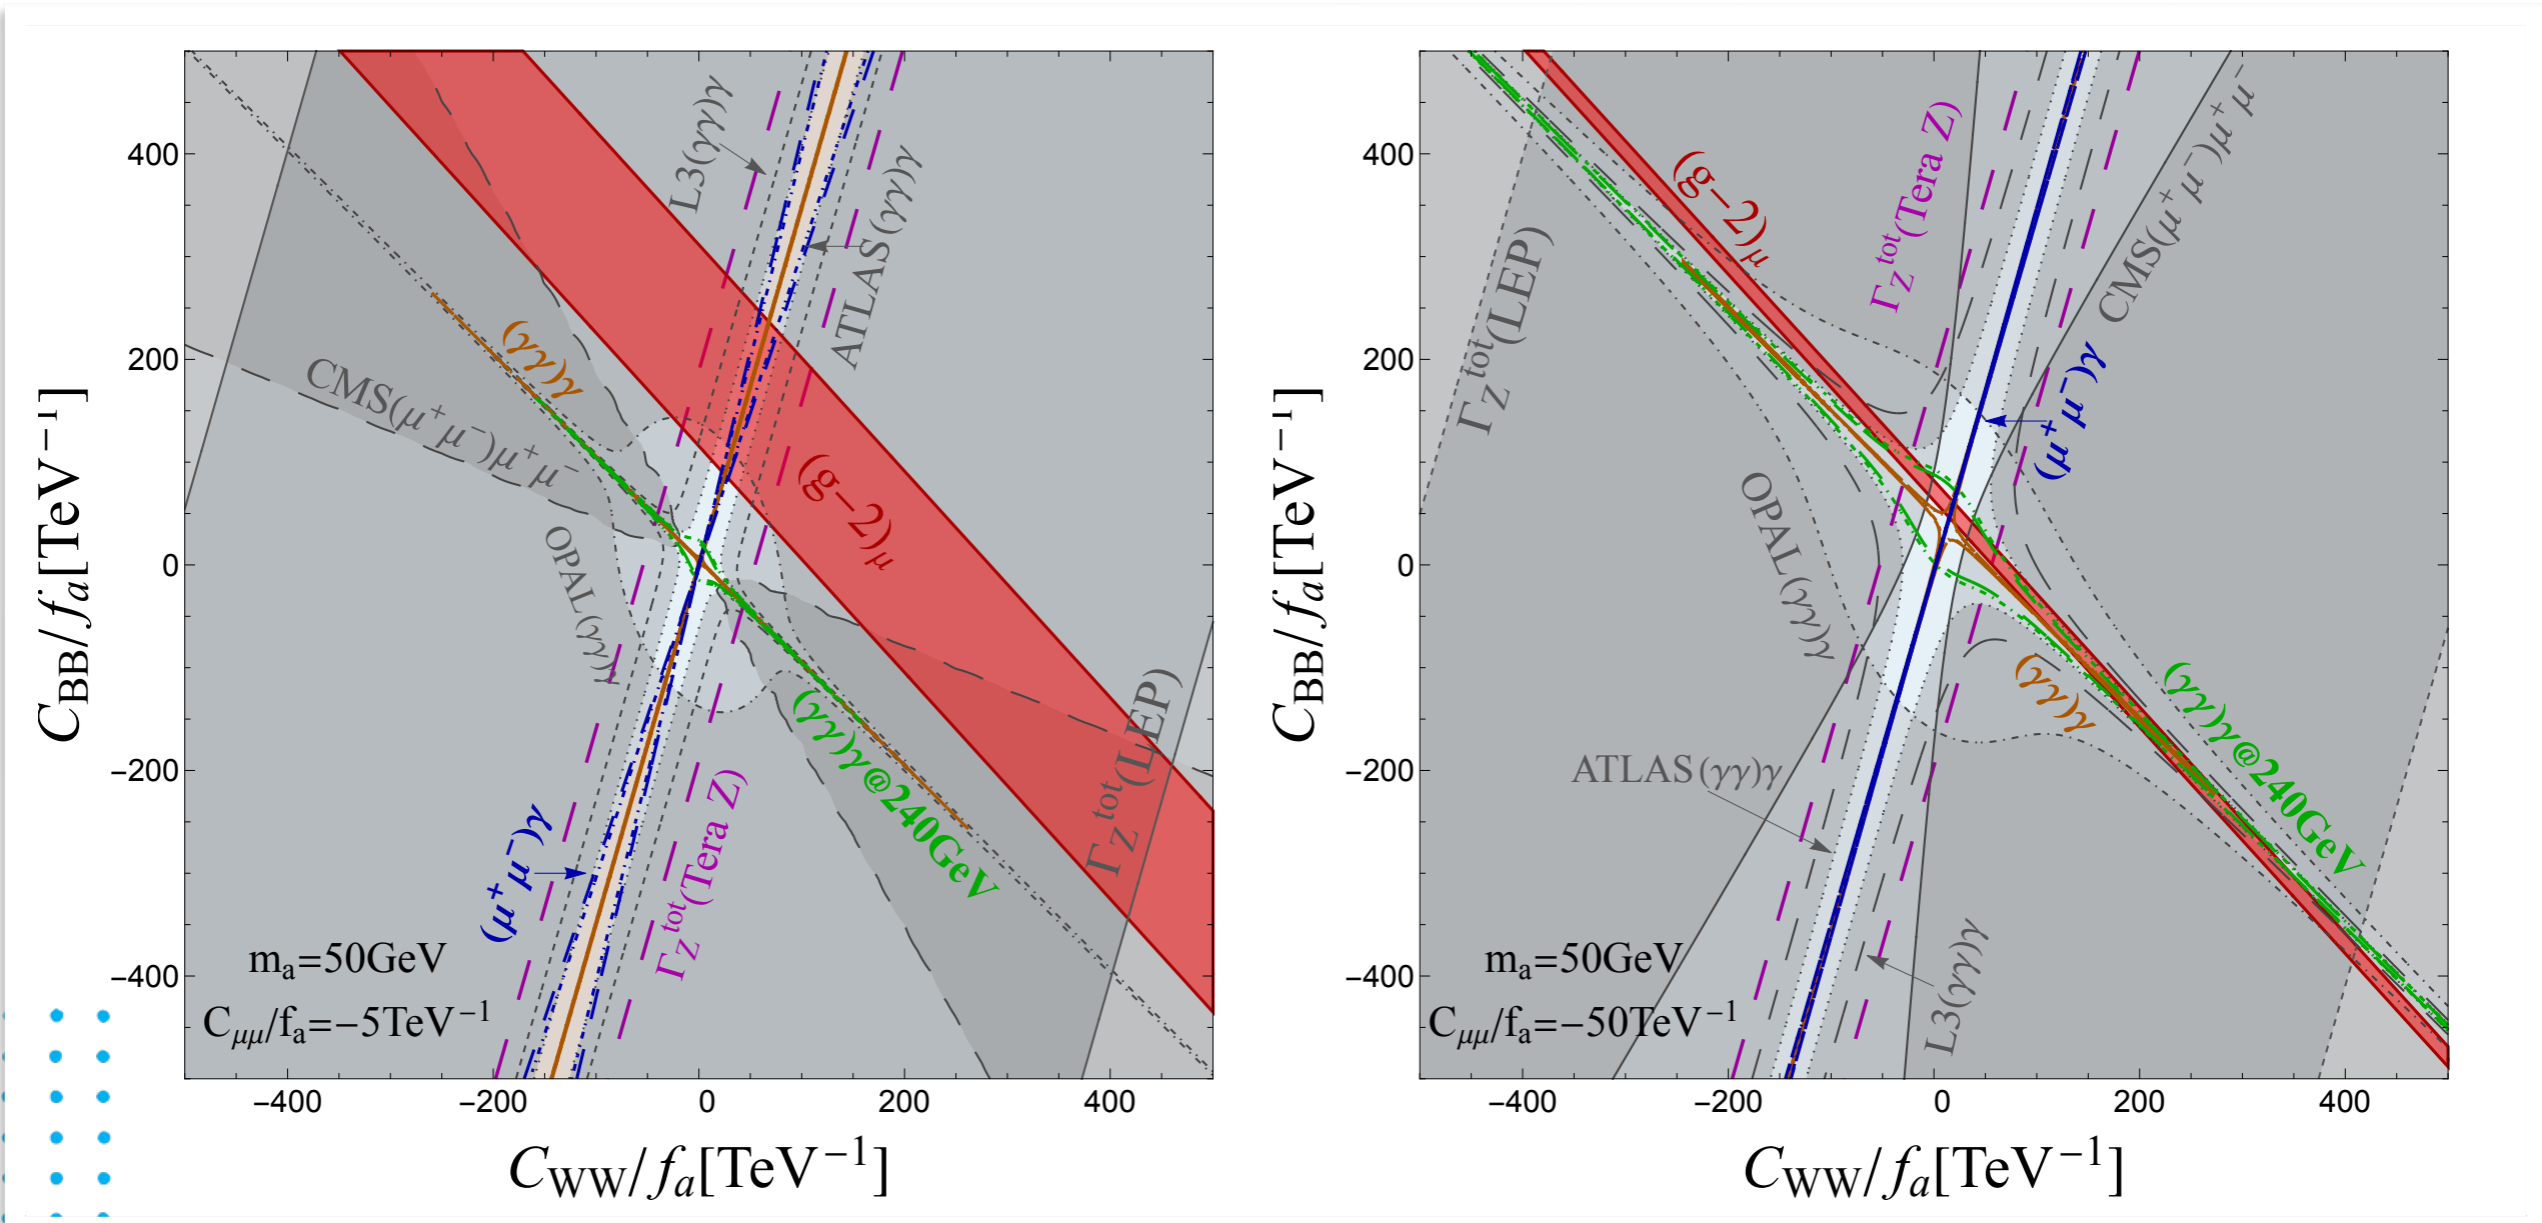 C_BB/f_a[TeV⁻¹]
400
200
0
−200
−400
L3(γγ)γ
ATLAS(γγ)γ
(γγ)γ
CMS(μ⁺μ⁻)μ⁺μ⁻
(g−2)_μ
OPAL(γγ)γ
(γγ)γ@240GeV
Γ_Z^tot(LEP)
(μ⁺μ⁻)γ
Γ_Z^tot(Tera Z)
m_a=50GeV
C_μμ/f_a=−5TeV⁻¹
−400
−200
0
200
400
C_WW/f_a[TeV⁻¹]
C_BB/f_a[TeV⁻¹]
400
200
0
−200
−400
(g−2)_μ
Γ_Z^tot(Tera Z)
CMS(μ⁺μ⁻)μ⁺μ⁻
Γ_Z^tot(LEP)
(μ⁺μ⁻)γ
OPAL(γγ)γ
(γγ)γ
(γγ)γ@240GeV
ATLAS(γγ)γ
L3(γγ)γ
m_a=50GeV
C_μμ/f_a=−50TeV⁻¹
−400
−200
0
200
400
C_WW/f_a[TeV⁻¹]